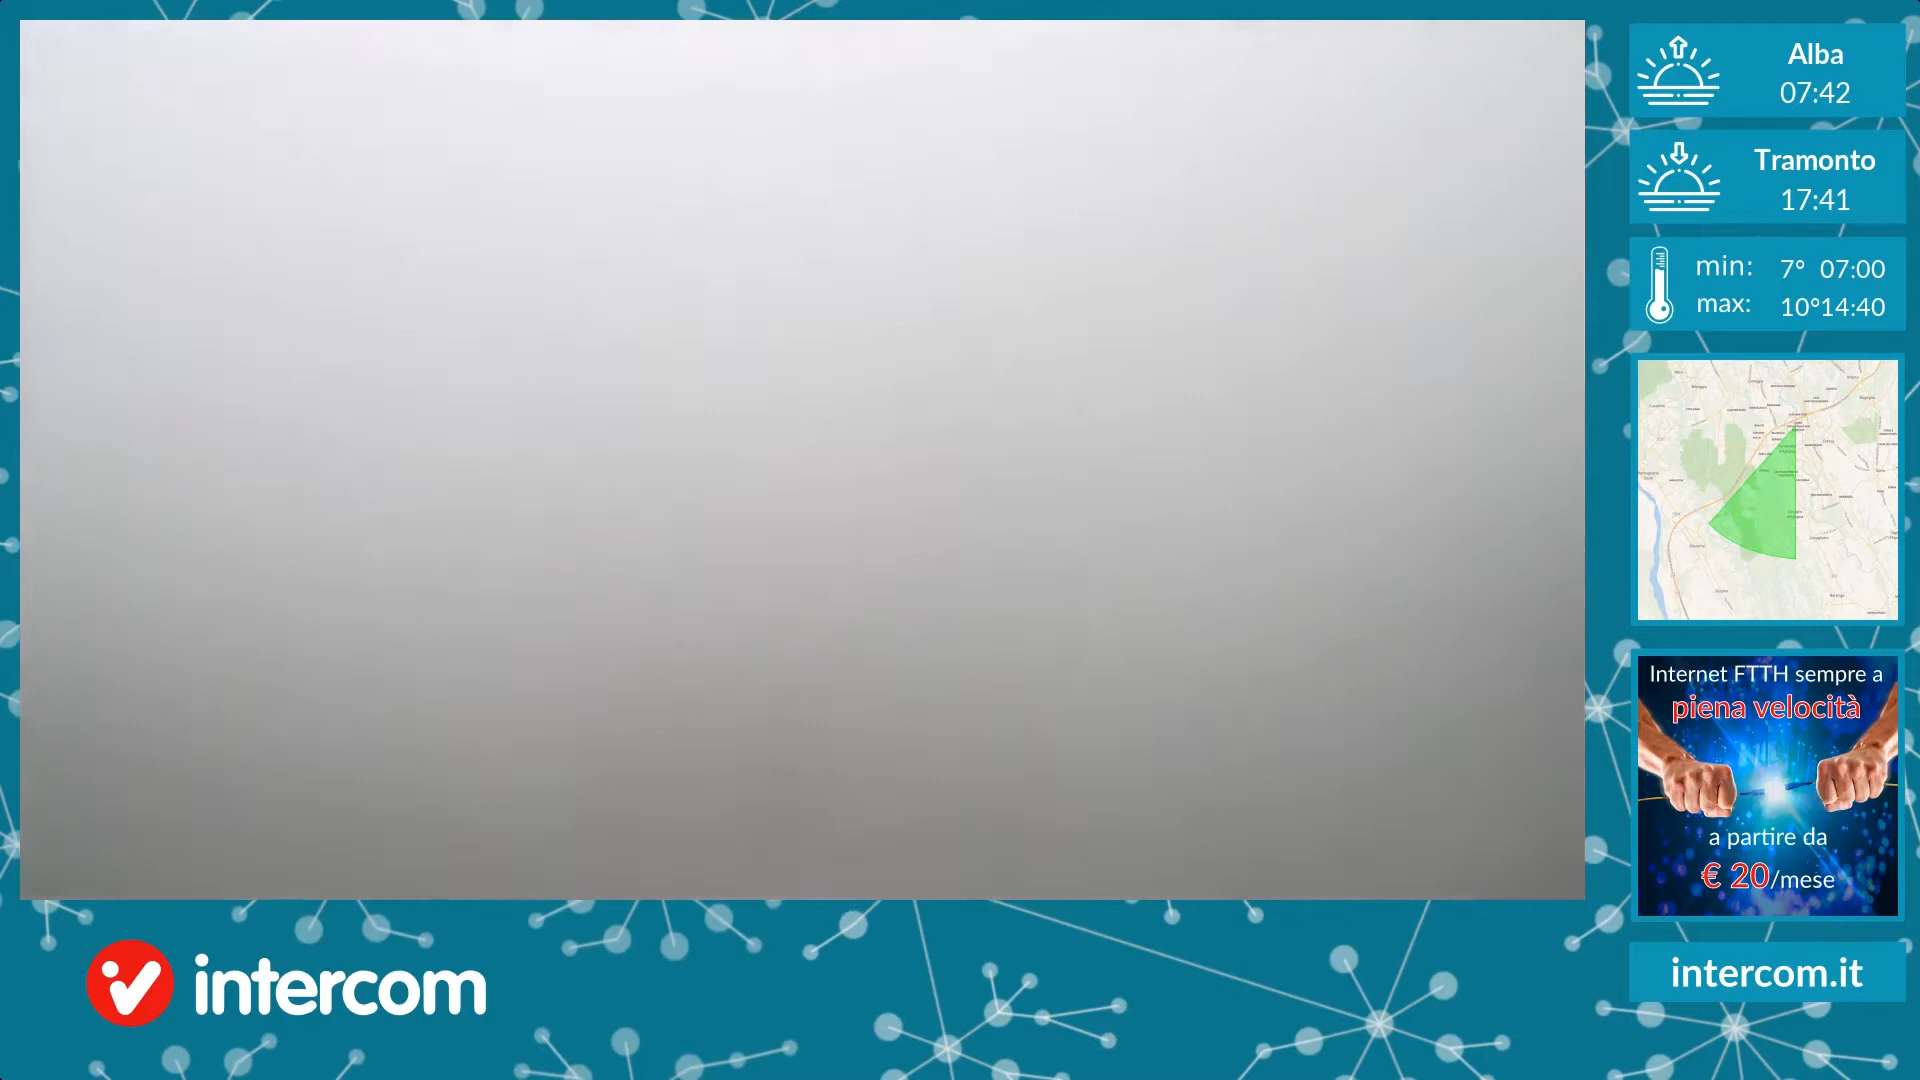 Alba
07:42
Tramonto
17:41
min: 7° 07:00
max: 10°14:40
Internet FTTH sempre a
piena velocità
a partire da
€ 20/mese
intercom
intercom.it